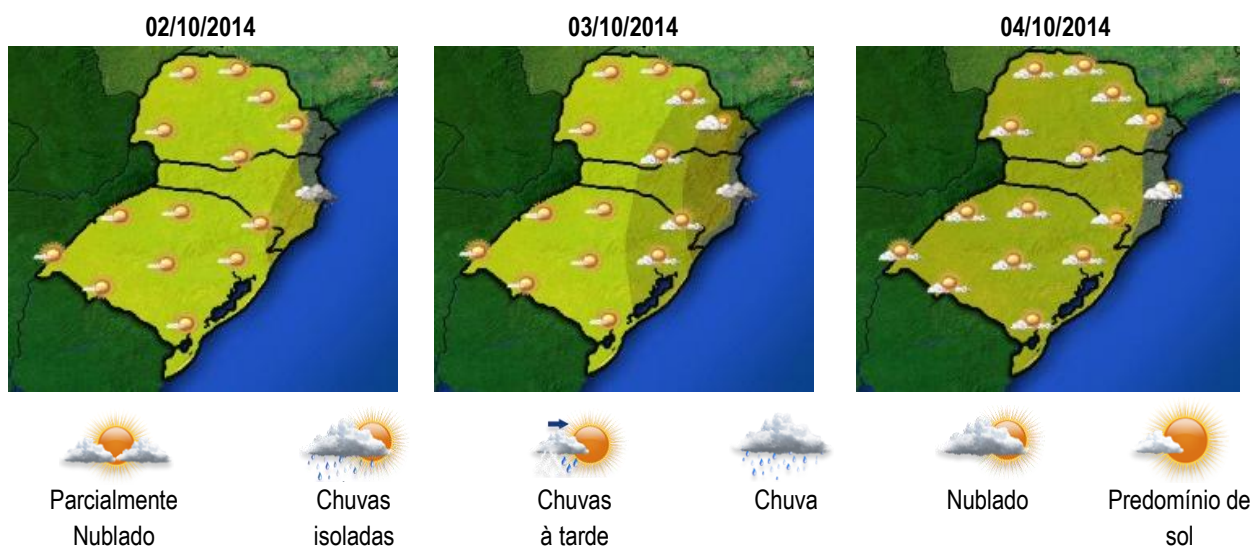 02/10/2014
03/10/2014
04/10/2014
Parcialmente
Nublado
Chuvas
isoladas
Chuvas
à tarde
Chuva
Nublado
Predomínio de
sol